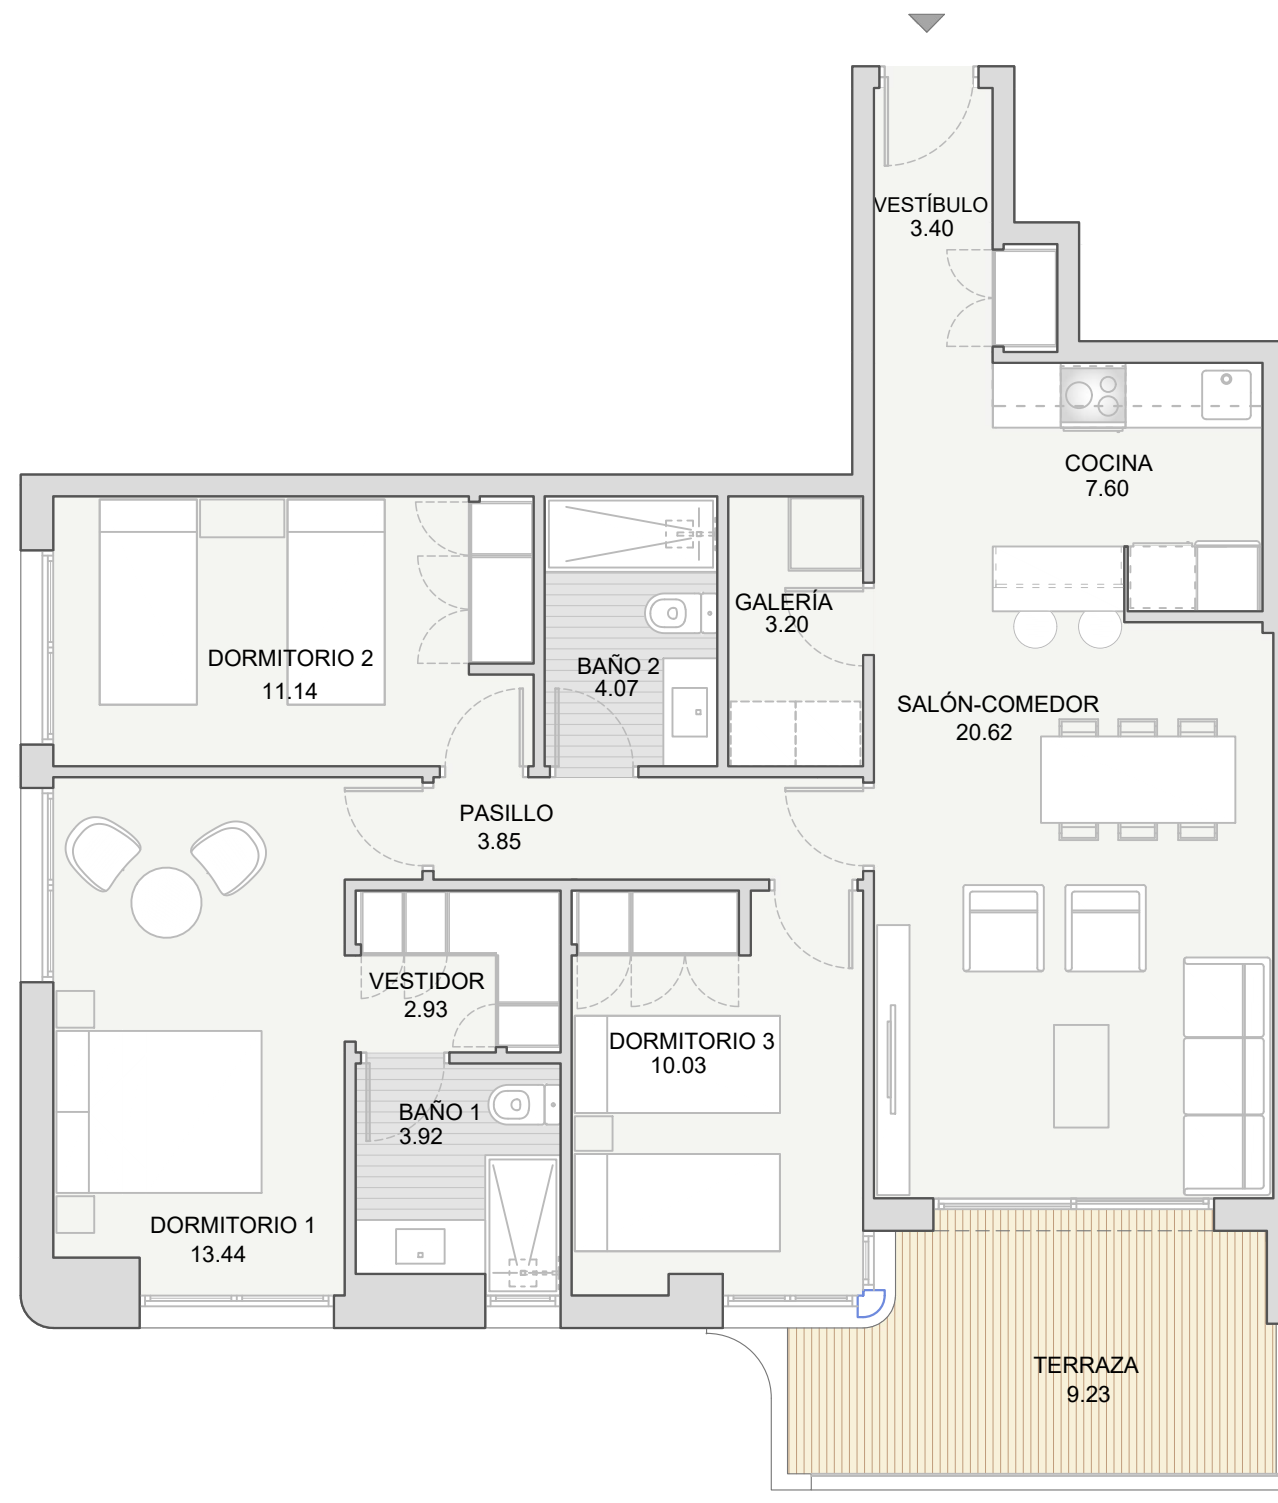 VESTÍBULO
3.40
COCINA
7.60
GALERÍA
3.20
DORMITORIO 2
11.14
BAÑO 2
4.07
SALÓN-COMEDOR
20.62
PASILLO
3.85
VESTIDOR
2.93
DORMITORIO 3
10.03
BAÑO 1
3.92
DORMITORIO 1
13.44
TERRAZA
9.23